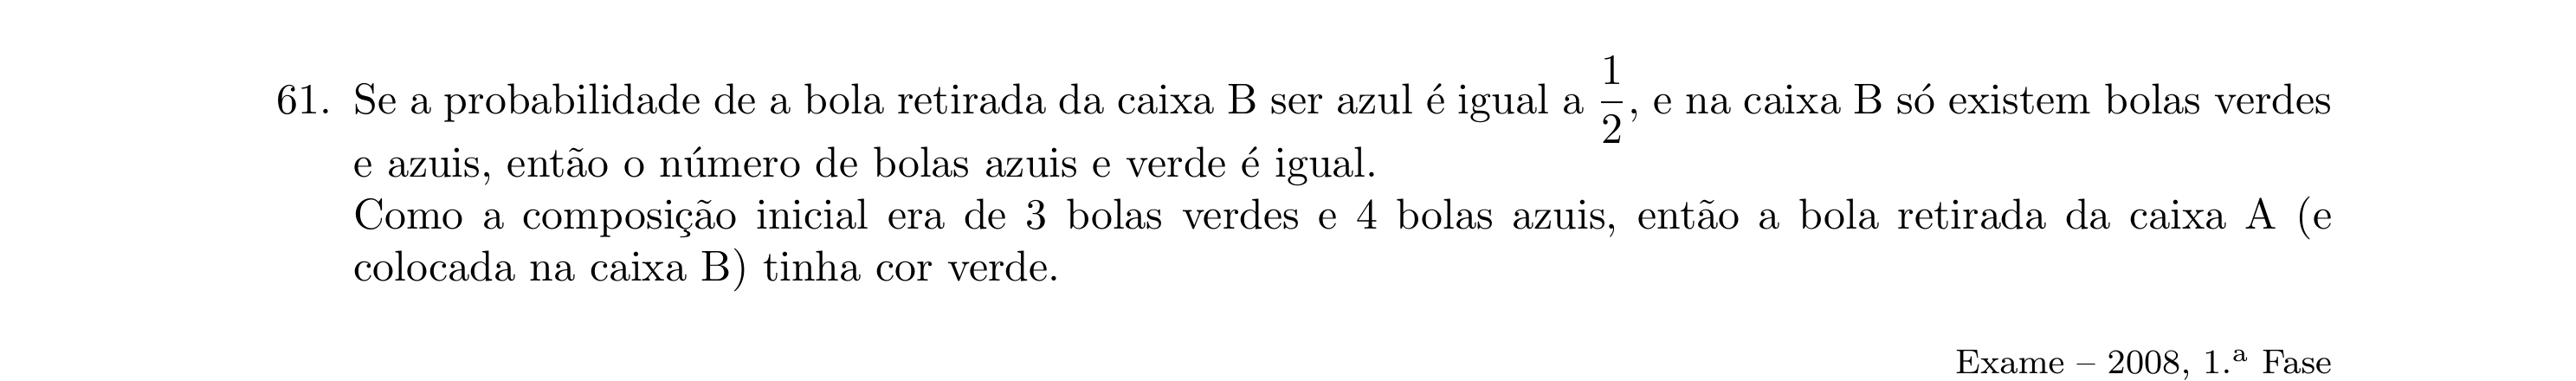 61. Se a probabilidade de a bola retirada da caixa B ser azul é igual a $\frac{1}{2}$, e na caixa B só existem bolas verdes
e azuis, então o número de bolas azuis e verde é igual.
Como a composição inicial era de 3 bolas verdes e 4 bolas azuis, então a bola retirada da caixa A (e
colocada na caixa B) tinha cor verde.
Exame – 2008, 1.ª Fase